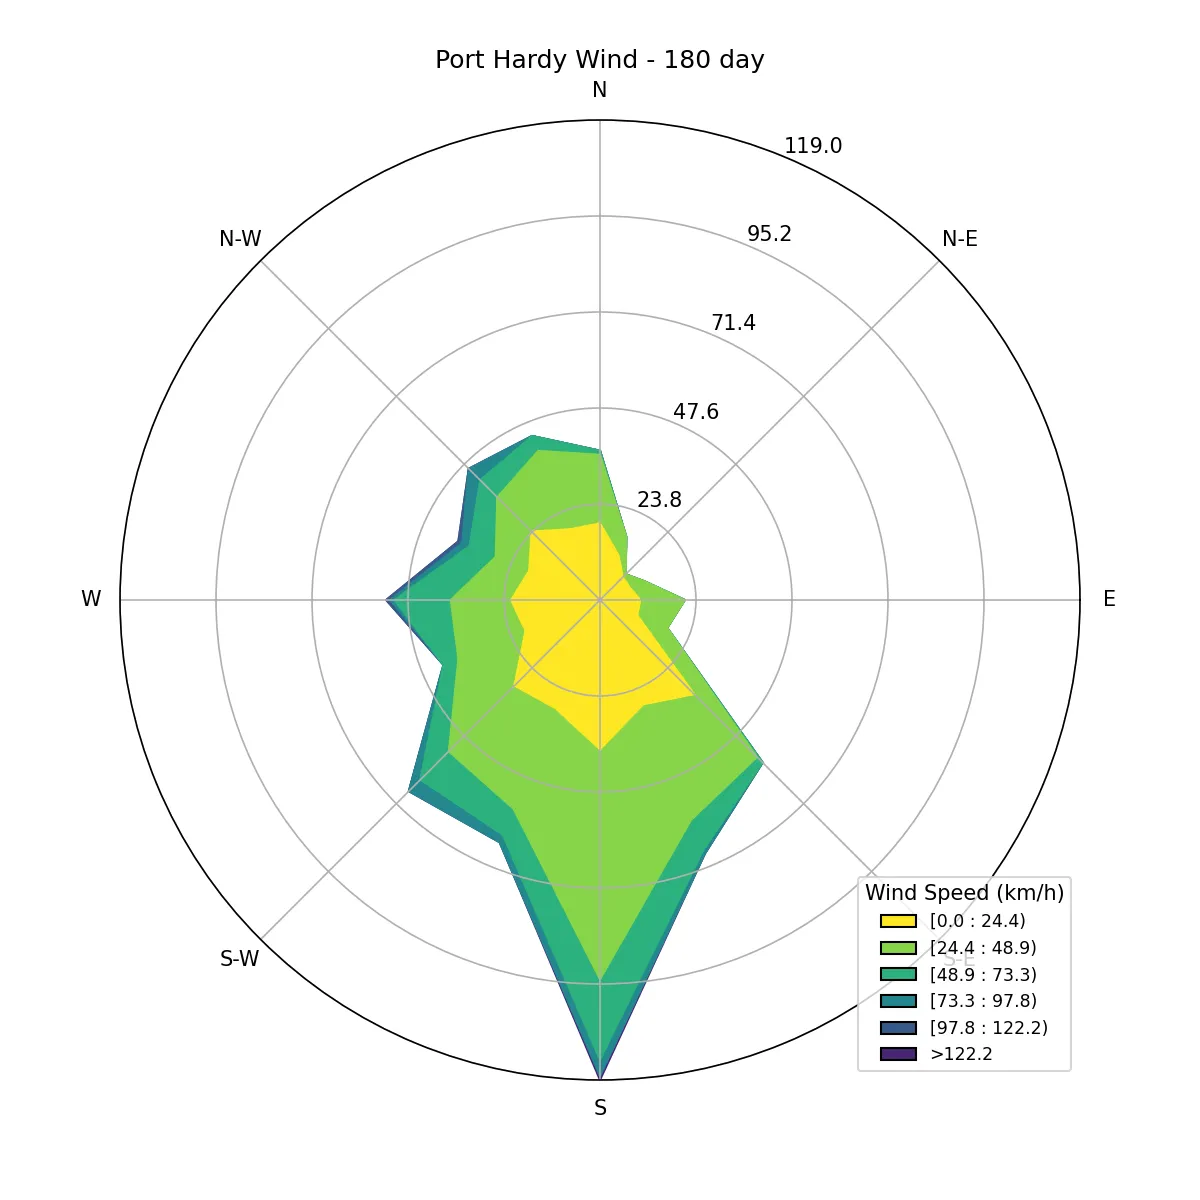 Port Hardy Wind - 180 day
N
119.0
N-W
95.2
N-E
71.4
47.6
23.8
W
E
S-W
S-E
S
Wind Speed (km/h)
[0.0 : 24.4)
[24.4 : 48.9)
[48.9 : 73.3)
[73.3 : 97.8)
[97.8 : 122.2)
>122.2